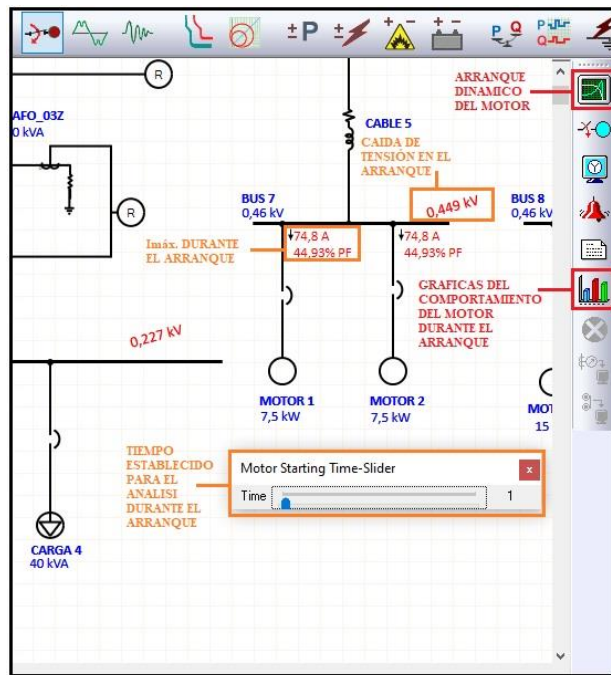 ± P
±
+ -
+ -
P Q
P
Q
R
AFO_03Z
0 kVA
R
ARRANQUE
DINAMICO
DEL MOTOR
CABLE 5
CAIDA DE
TENSIÓN EN EL
ARRANQUE
BUS 7
0,46 kV
0,449 kV
BUS 8
0,46 kV
Imáx. DURANTE
EL ARRANQUE
74,8 A
44,93% PF
74,8 A
44,93% PF
GRAFICAS DEL
COMPORTAMIENTO
DEL MOTOR
DURANTE EL
ARRANQUE
0,227 kV
MOTOR 1
7,5 kW
MOTOR 2
7,5 kW
MOT
15
TIEMPO
ESTABLECIDO
PARA EL
ANALISI
DURANTE EL
ARRANQUE
Motor Starting Time-Slider
x
Time
1
CARGA 4
40 kVA